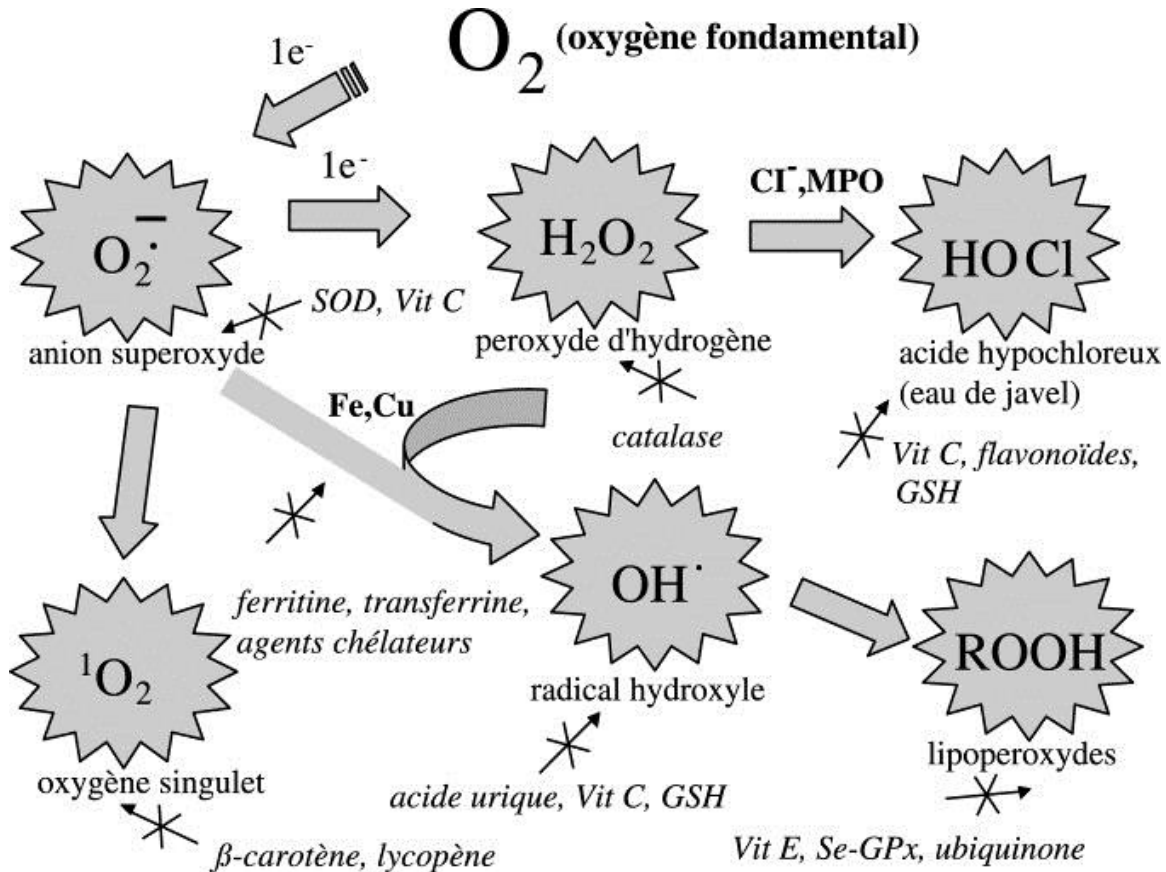 O₂ (oxygène fondamental)
1e⁻
1e⁻
Cl⁻,MPO
O₂∸
H₂O₂
HOCl
SOD, Vit C
anion superoxyde
peroxyde d'hydrogène
acide hypochloreux
(eau de javel)
Fe,Cu
catalase
Vit C, flavonoïdes,
GSH
OH·
ferritine, transferrine,
agents chélateurs
¹O₂
ROOH
radical hydroxyle
lipoperoxydes
oxygène singulet
acide urique, Vit C, GSH
ß-carotène, lycopène
Vit E, Se-GPx, ubiquinone